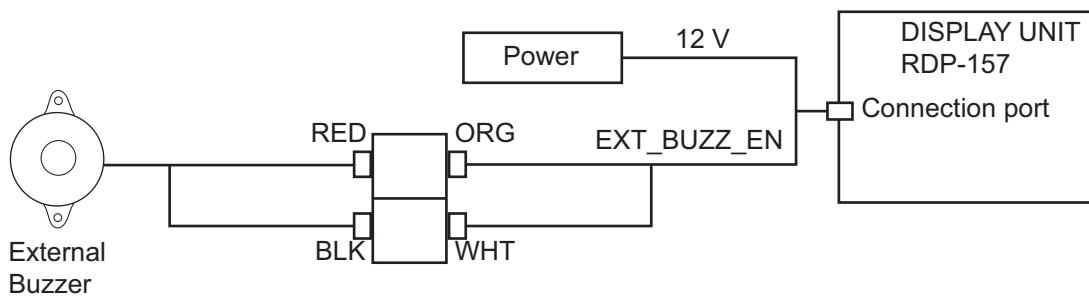 DISPLAY UNIT
RDP-157
12 V
Power
Connection port
RED
ORG
EXT_BUZZ_EN
BLK
WHT
External
Buzzer